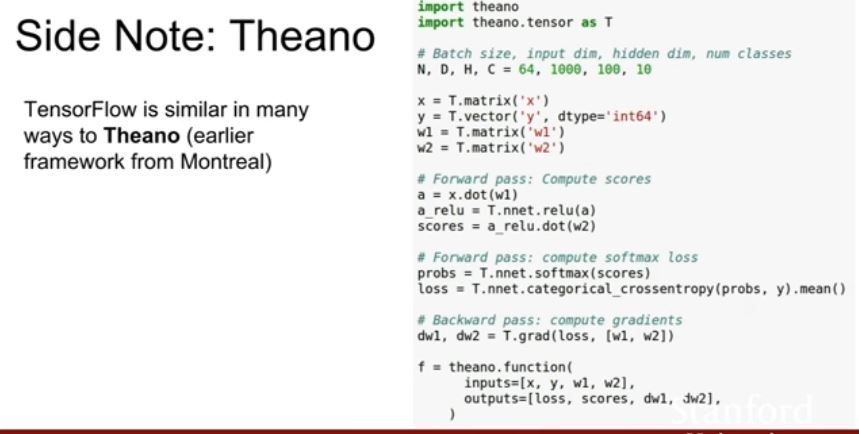 Side Note: Theano
TensorFlow is similar in many
ways to Theano (earlier
framework from Montreal)
import theano
import theano.tensor as T
# Batch size, input dim, hidden dim, num classes
N, D, H, C = 64, 1000, 100, 10
x = T.matrix('x')
y = T.vector('y', dtype='int64')
w1 = T.matrix('w1')
w2 = T.matrix('w2')
# Forward pass: Compute scores
a = x.dot(w1)
a_relu = T.nnet.relu(a)
scores = a_relu.dot(w2)
# Forward pass: compute softmax loss
probs = T.nnet.softmax(scores)
loss = T.nnet.categorical_crossentropy(probs, y).mean()
# Backward pass: compute gradients
dw1, dw2 = T.grad(loss, [w1, w2])
f = theano.function(
inputs=[x, y, w1, w2],
outputs=[loss, scores, dw1, dw2],
)
Stanford